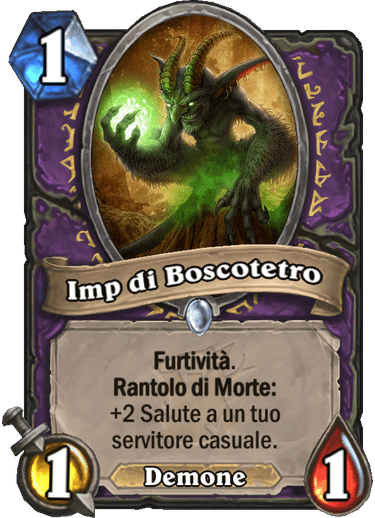 1
Imp di Boscotetro
Furtività.
Rantolo di Morte:
+2 Salute a un tuo
servitore casuale.
1
Demone
1